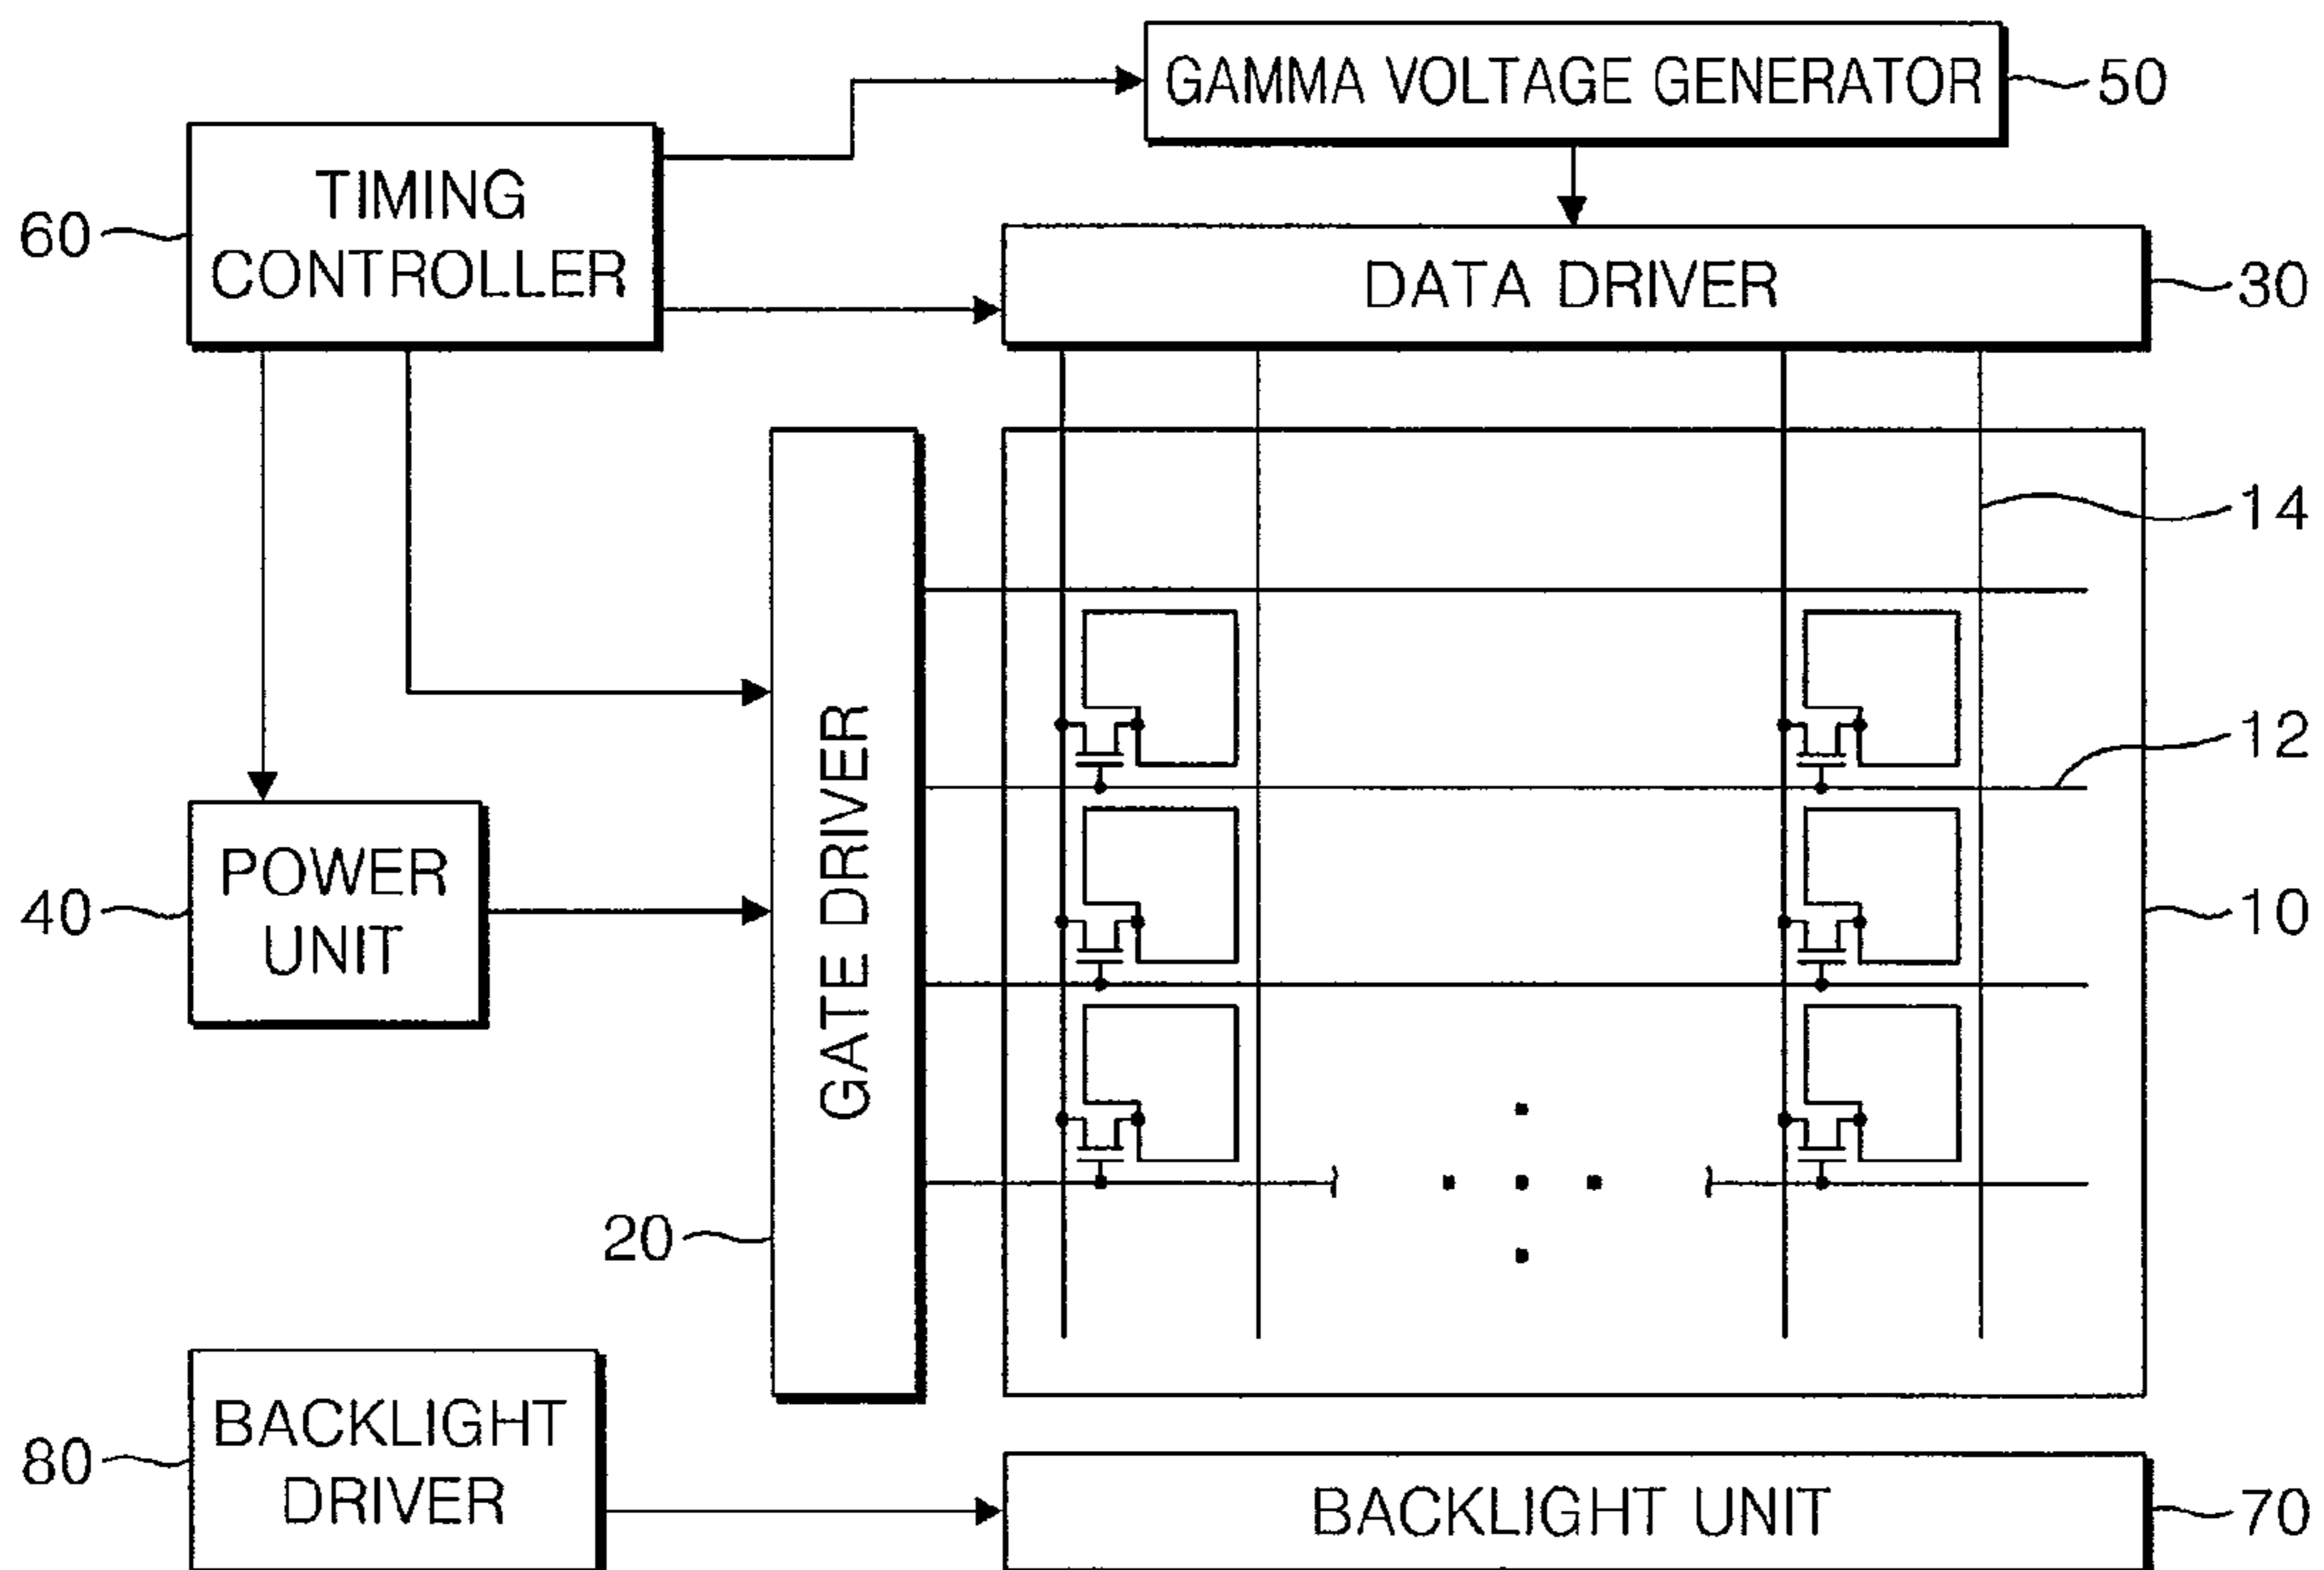 GAMMA VOLTAGE GENERATOR
50
TIMING
CONTROLLER
60
DATA DRIVER
30
14
12
GATE DRIVER
POWER
UNIT
40
10
20
BACKLIGHT
DRIVER
80
BACKLIGHT UNIT
70